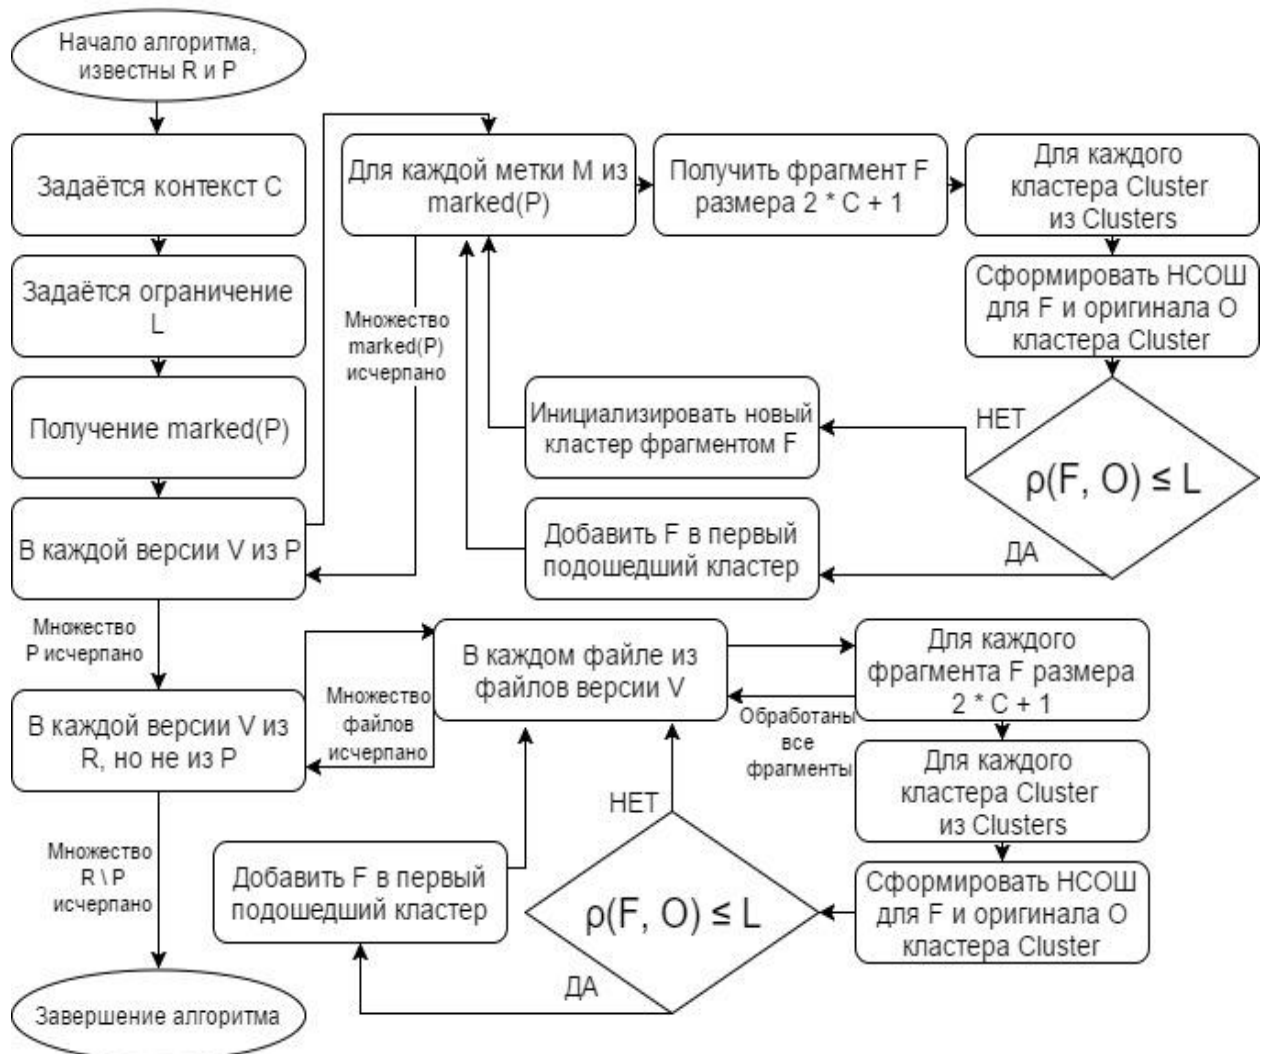 Начало алгоритма,
известны R и P
Задаётся контекст C
Задаётся ограничение
L
Получение marked(P)
В каждой версии V из P
Множество
P исчерпано
В каждой версии V из
R, но не из P
Множество
R \ P
исчерпано
Завершение алгоритма
Для каждой метки M из
marked(P)
Множество
marked(P)
исчерпано
Получить фрагмент F
размера 2 * C + 1
Для каждого
кластера Cluster
из Clusters
Сформировать НСОШ
для F и оригинала O
кластера Cluster
ρ(F, O) ≤ L
НЕТ
Инициализировать новый
кластер фрагментом F
ДА
Добавить F в первый
подошедший кластер
В каждом файле из
файлов версии V
Множество
файлов
исчерпано
Для каждого
фрагмента F размера
2 * C + 1
Обработаны
все
фрагменты
Для каждого
кластера Cluster
из Clusters
Сформировать НСОШ
для F и оригинала O
кластера Cluster
ρ(F, O) ≤ L
НЕТ
ДА
Добавить F в первый
подошедший кластер